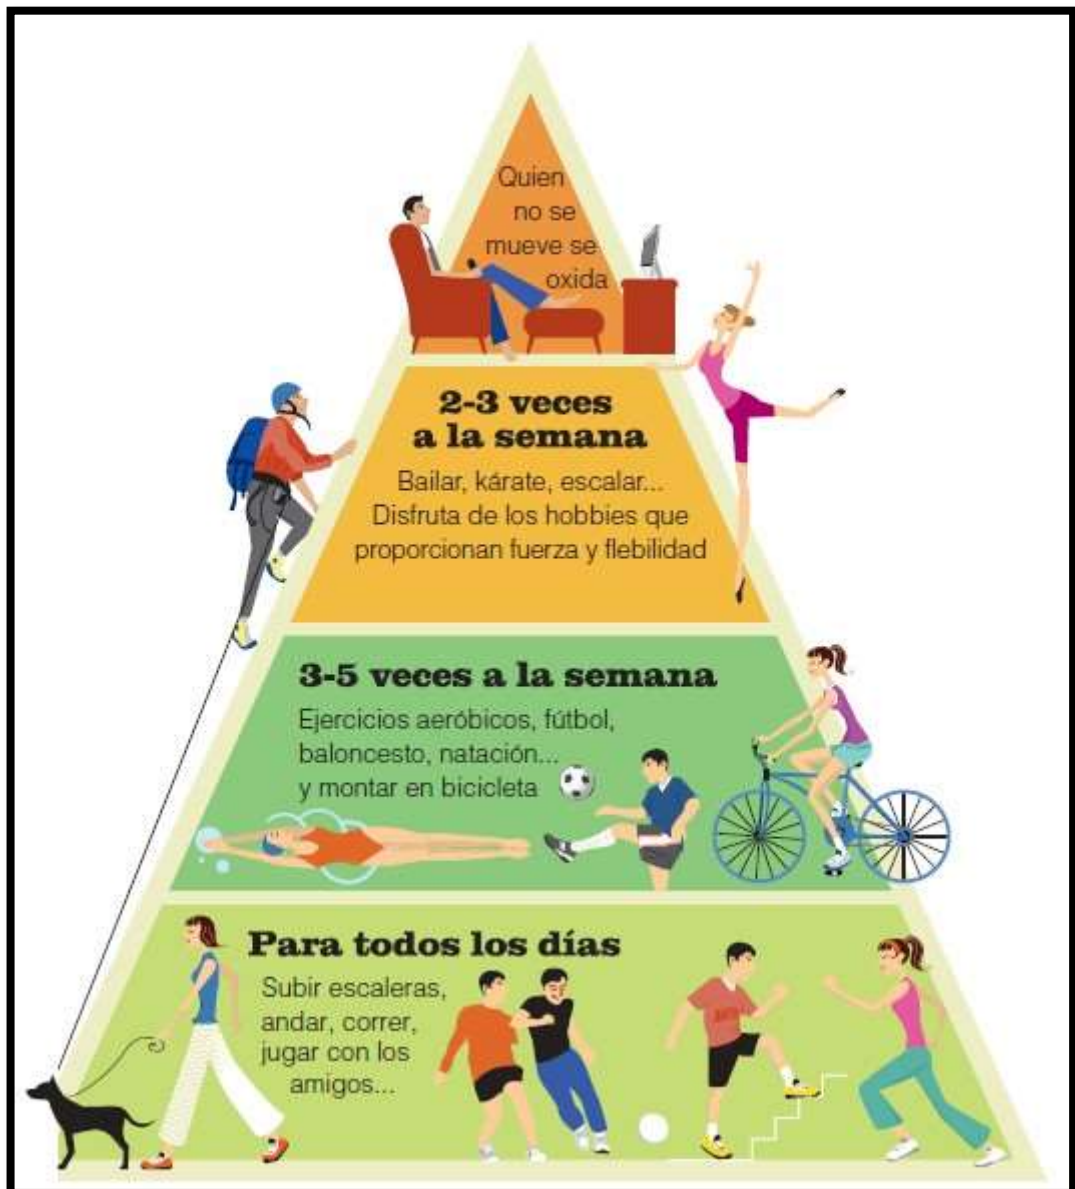 Quien
no se
mueve se
oxida
2-3 veces
a la semana
Bailar, kárate, escalar...
Disfruta de los hobbies que
proporcionan fuerza y flebilidad
3-5 veces a la semana
Ejercicios aeróbicos, fútbol,
baloncesto, natación...
y montar en bicicleta
Para todos los días
Subir escaleras,
andar, correr,
jugar con los
amigos...